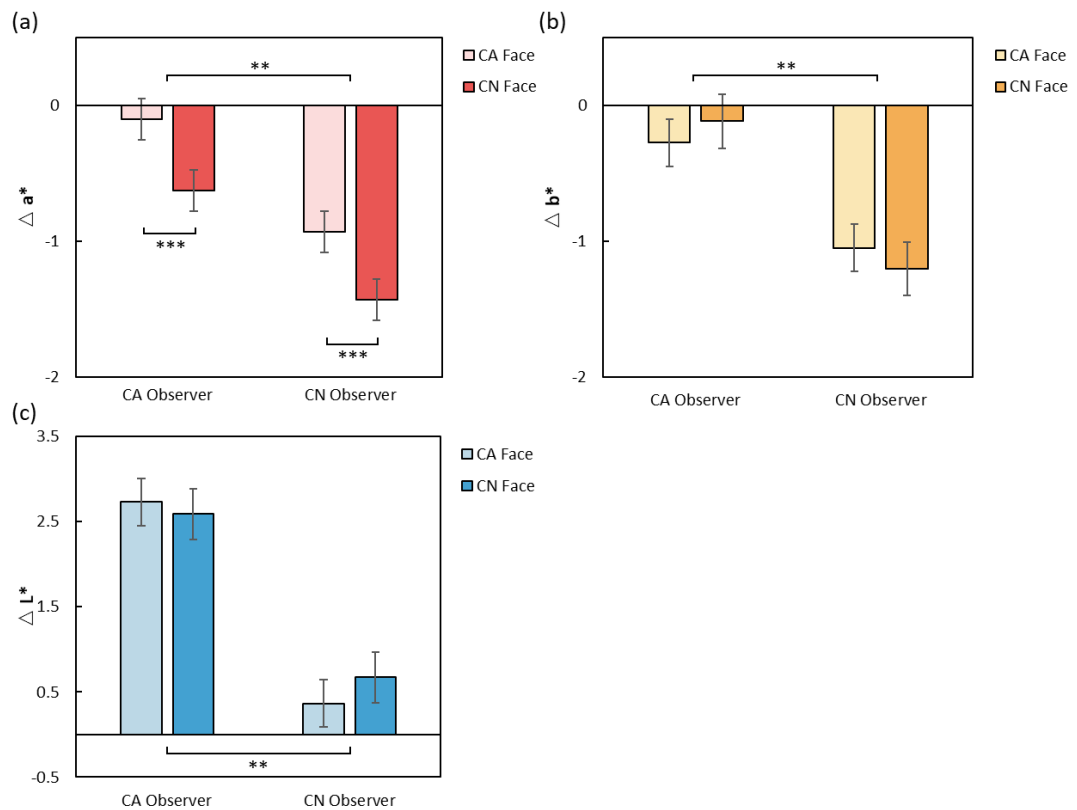 (a)
CA Face
CN Face
**
0
-1
-2
△ a*
***
***
CA Observer
CN Observer
(b)
CA Face
CN Face
**
0
-1
-2
△ b*
CA Observer
CN Observer
(c)
CA Face
CN Face
3.5
2.5
1.5
0.5
-0.5
△ L*
**
CA Observer
CN Observer